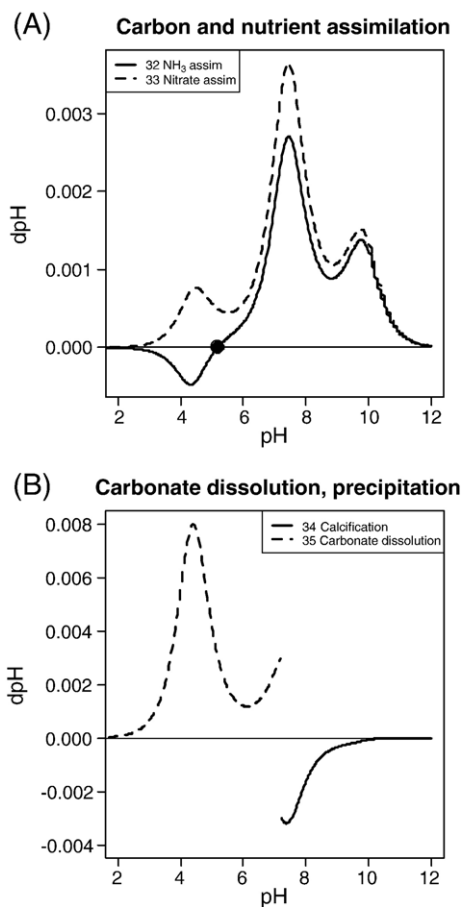 (A) Carbon and nutrient assimilation
32 NH₃ assim
33 Nitrate assim
0.003
0.002
0.001
0.000
dpH
2 4 6 8 10 12
pH
(B) Carbonate dissolution, precipitation
34 Calcification
35 Carbonate dissolution
0.008
0.006
0.004
0.002
0.000
-0.002
-0.004
dpH
2 4 6 8 10 12
pH